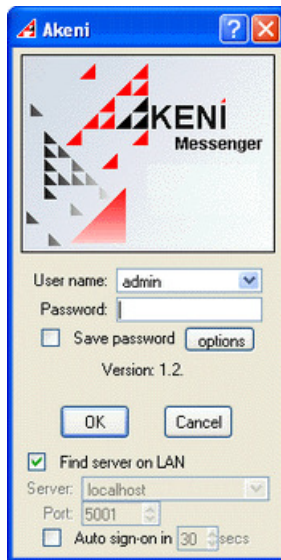 Akeni
AKENi
Messenger
User name: admin
Password:
Save password options
Version: 1.2.
OK Cancel
Find server on LAN
Server: localhost
Port: 5001
Auto sign-on in 30 secs